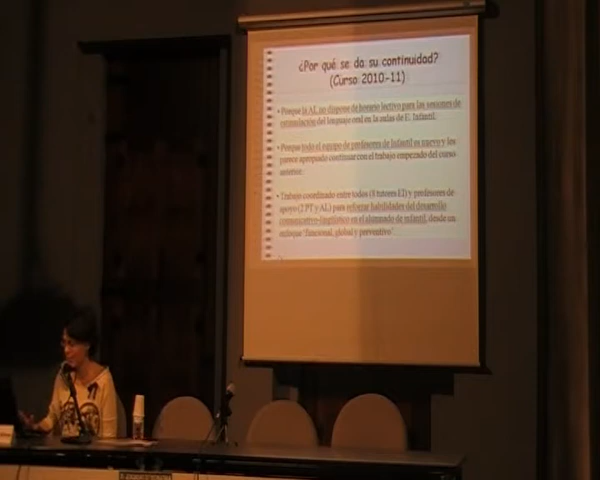 ¿Por qué se da su continuidad?
(Curso 2010-11)
• Porque la AL no dispone de horario lectivo para las sesiones de
estimulación del lenguaje oral en la aulas de E. Infantil.
• Porque todo el equipo de profesores de Infantil es nuevo y les
parece apropiado continuar con el trabajo empezado del curso
anterior.
• Trabajo coordinado entre todos (8 tutores EI) y profesores de
apoyo (2 PT y AL) para reforzar habilidades del desarrollo
comunicativo-lingüístico en el alumnado de infantil, desde un
enfoque "funcional, global y preventivo".